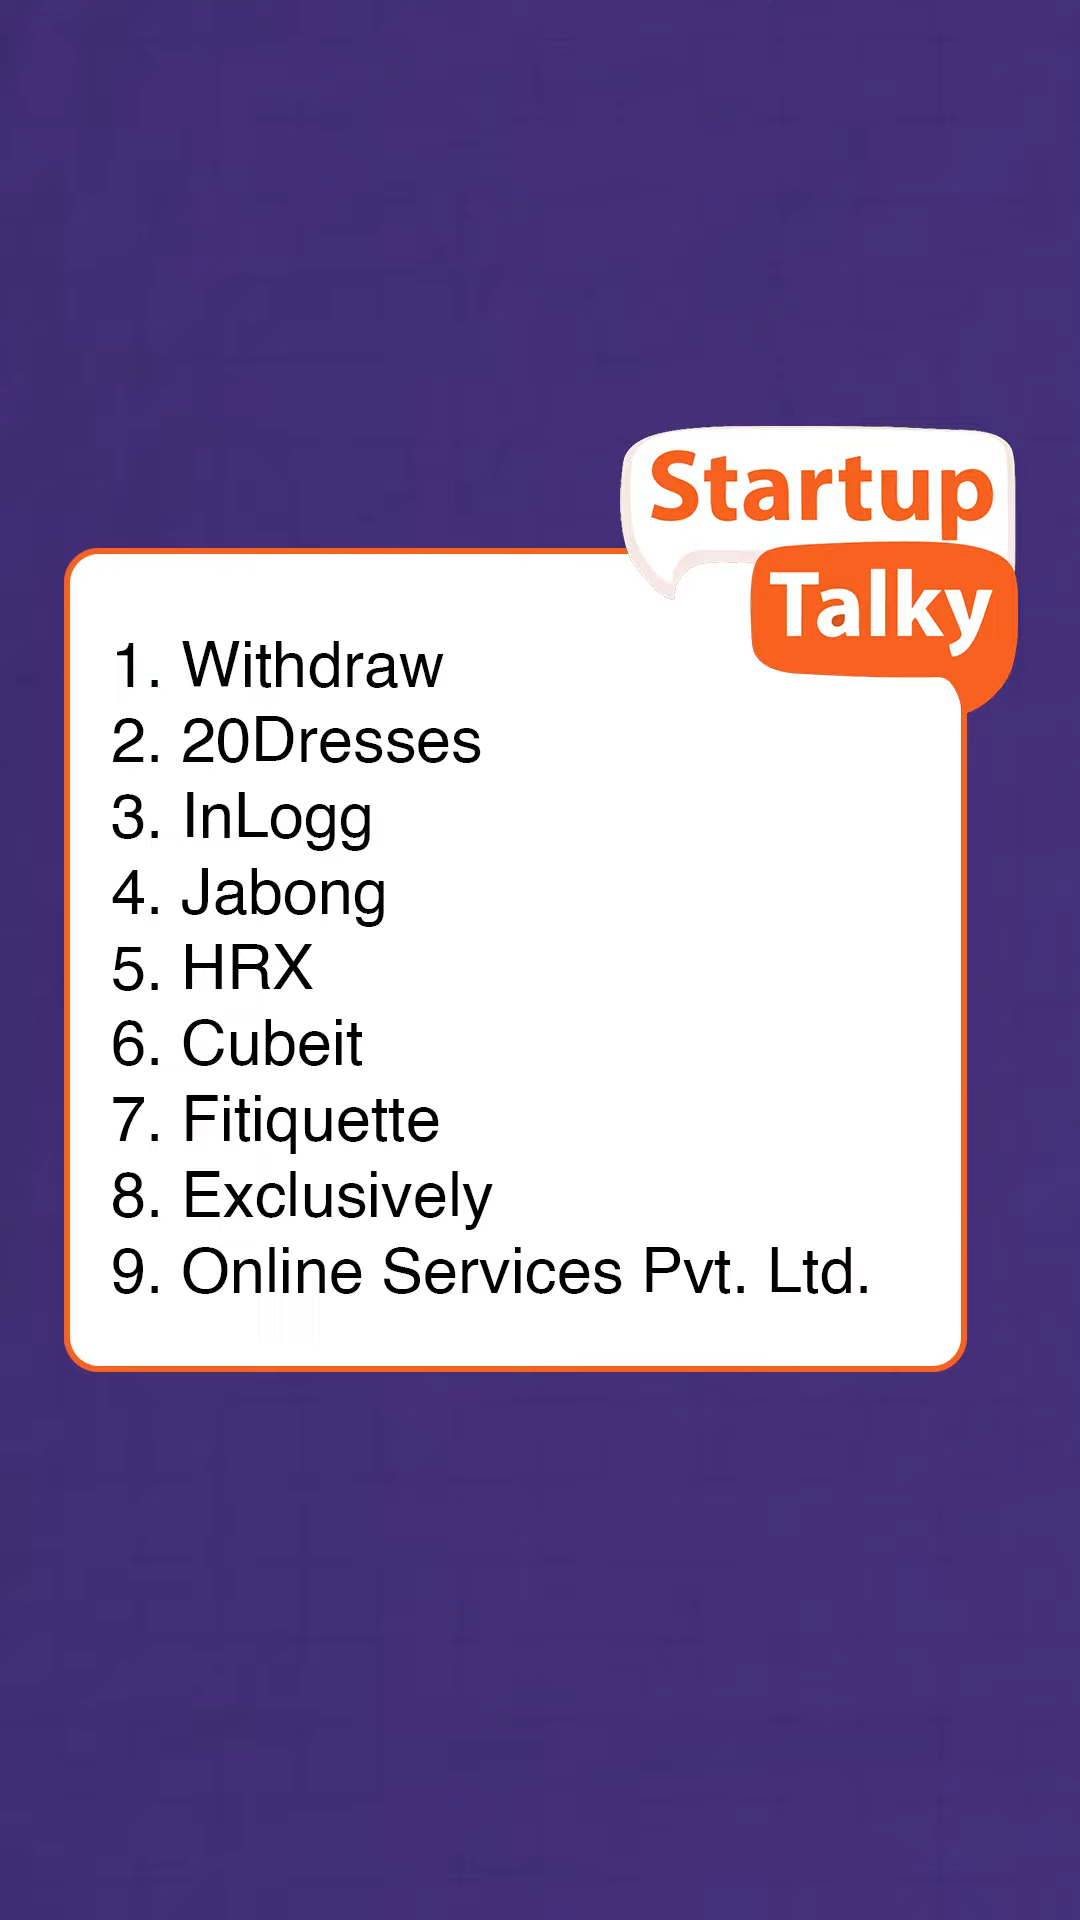 Startup
Talky
1. Withdraw
2. 20Dresses
3. InLogg
4. Jabong
5. HRX
6. Cubeit
7. Fitiquette
8. Exclusively
9. Online Services Pvt. Ltd.